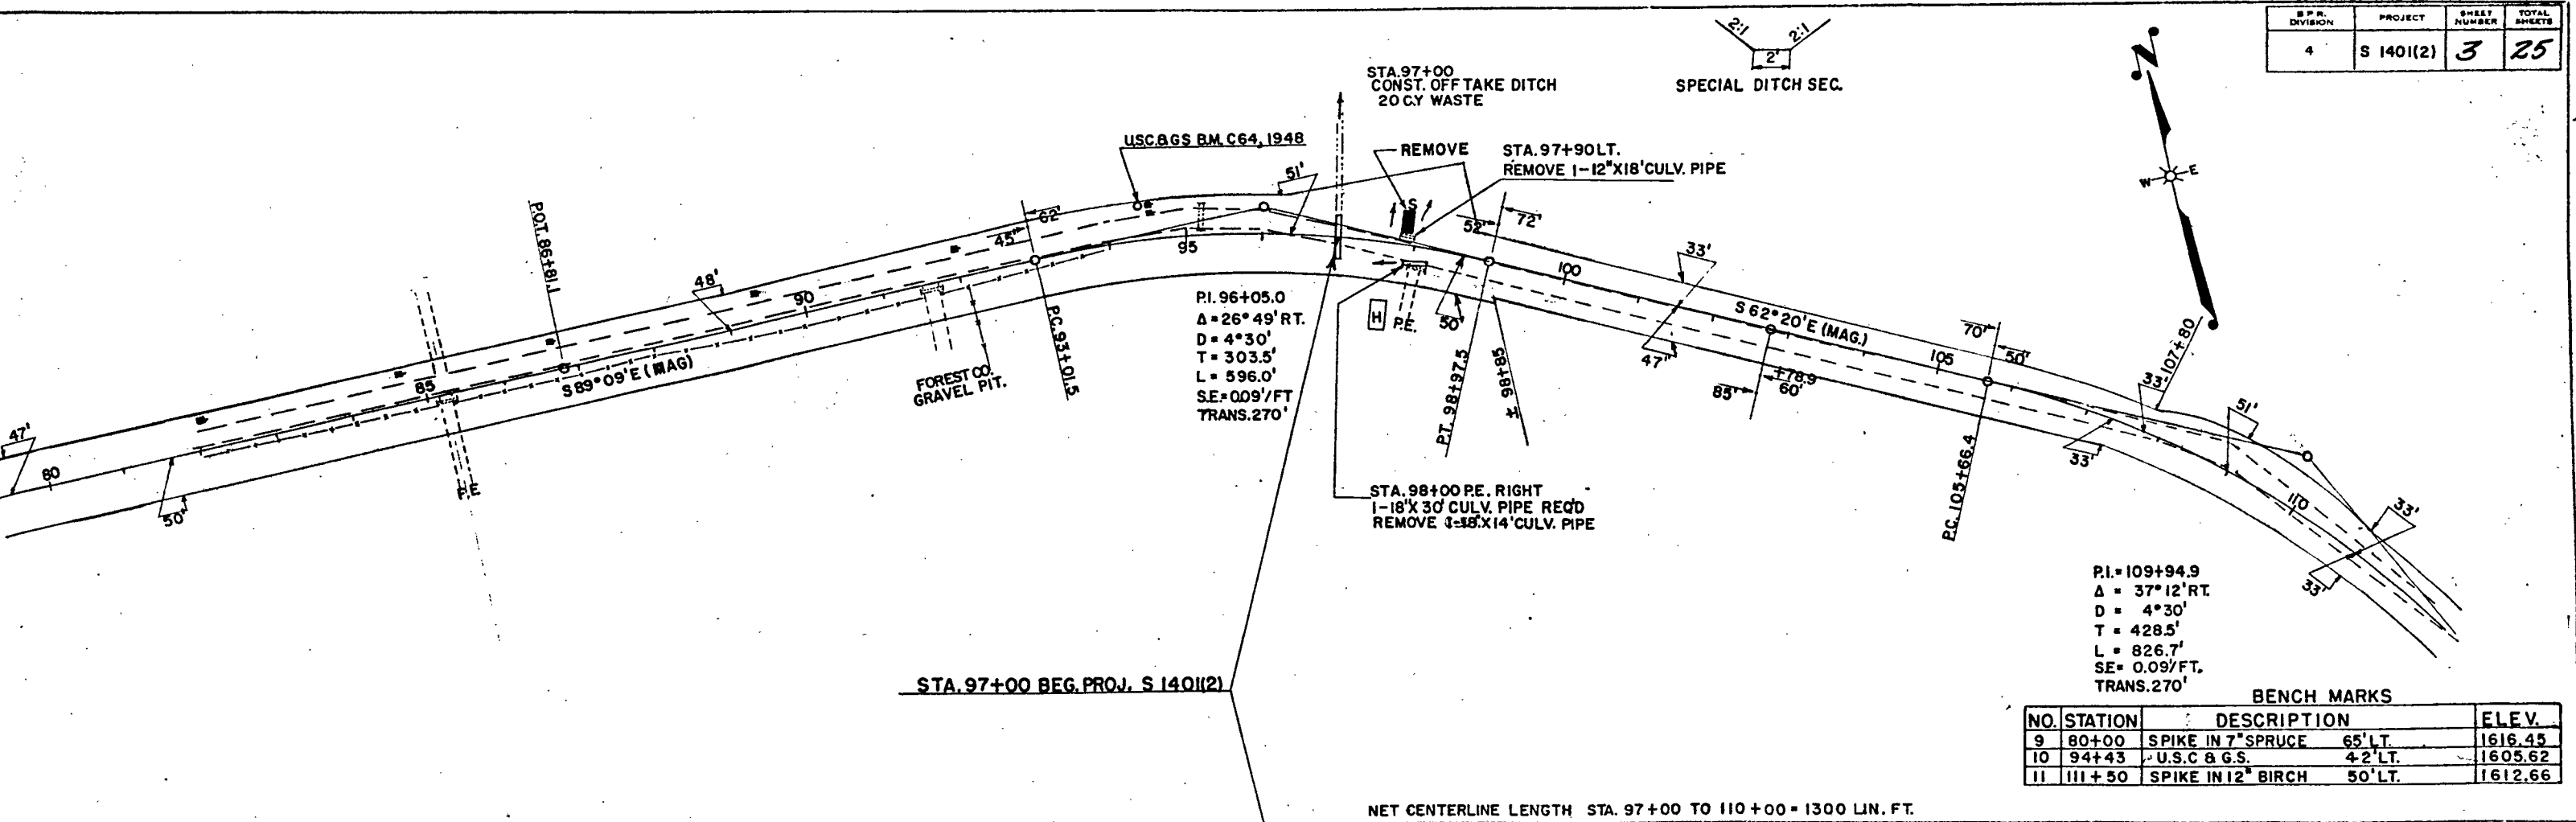 B.P.R. DIVISION
PROJECT
SHEET NUMBER
TOTAL SHEETS
4
S 1401(2)
3
25
2:1
2:1
2'
SPECIAL DITCH SEC.
STA. 97+00
CONST. OFF TAKE DITCH
20 C.Y WASTE
N
W
E
U.S.C.&G.S B.M. C64, 1948
REMOVE
STA. 97+90 LT.
REMOVE 1-12"X18' CULV. PIPE
51'
S
62'
45'
52'
72'
P.O.T. 86+81.1
48'
95
33'
100
90
S 62°20' E (MAG.)
H
P.E.
50'
70'
50'
105
107+80
85
S 89°09' E (MAG)
FOREST CO.
GRAVEL PIT.
P.C. 93+01.5
P.I. 96+05.0
Δ = 26° 49' RT.
D = 4°30'
T = 303.5'
L = 596.0'
S.E.= 0.09'/FT
TRANS. 270'
P.T. 98+97.5
± 98+85
47'
+78.9
85'
60'
33'
51'
33'
P.C. 105+66.4
47'
80
50'
P.E
110
33'
33'
STA. 98+00 P.E. RIGHT
1-18"X 30' CULV. PIPE REQ'D
REMOVE 1-18"X14' CULV. PIPE
P.I.= 109+94.9
Δ = 37° 12' RT.
D = 4°30'
T = 428.5'
L = 826.7'
SE= 0.09'/FT.
TRANS. 270'
STA. 97+00 BEG. PROJ. S 1401(2)
BENCH MARKS
NO. STATION DESCRIPTION ELEV.
9 80+00 SPIKE IN 7" SPRUCE 65' LT. 1616.45
10 94+43 U.S.C & G.S. 42' LT. 1605.62
11 111+50 SPIKE IN 12" BIRCH 50' LT. 1612.66
NET CENTERLINE LENGTH STA. 97+00 TO 110+00 = 1300 LIN. FT.